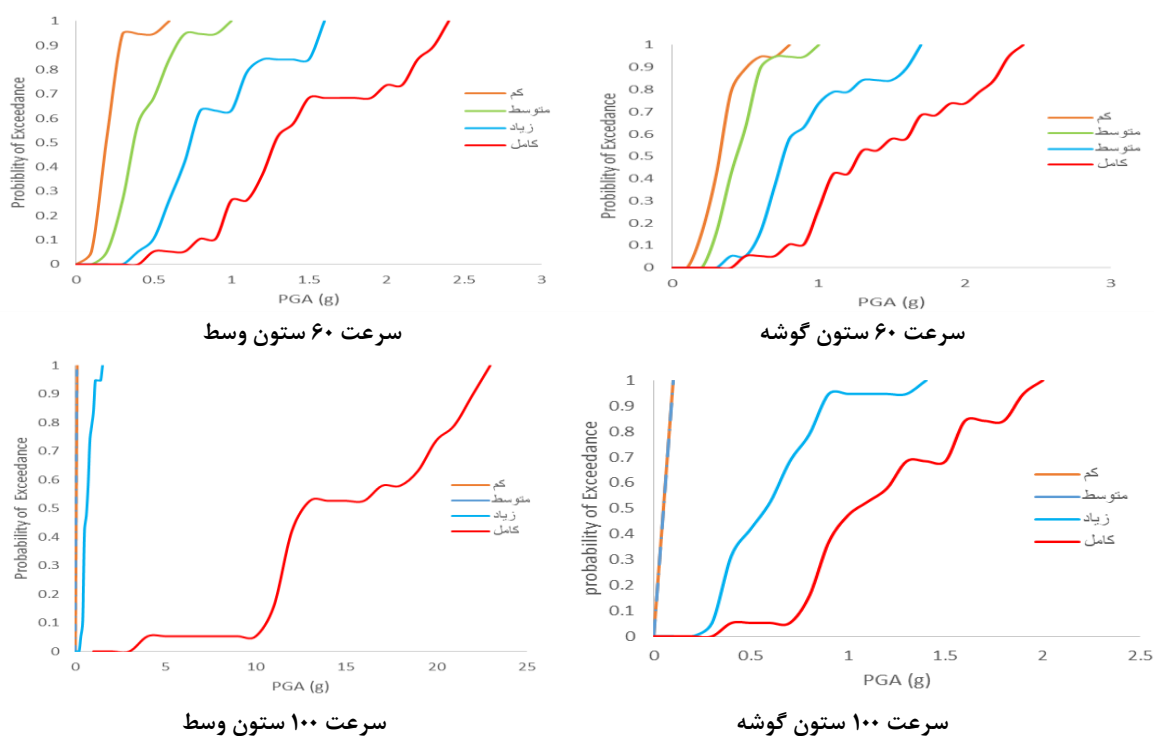 Probiblity of Exceedance
1
0.9
0.8
0.7
0.6
0.5
0.4
0.3
0.2
0.1
0
0 0.5 1 1.5 2 2.5 3
PGA (g)
کم
متوسط
زیاد
کامل
سرعت ۶۰ ستون وسط
Probiblity of Exceedance
1
0.9
0.8
0.7
0.6
0.5
0.4
0.3
0.2
0.1
0
0 1 2 3
PGA (g)
کم
متوسط
متوسط
کامل
سرعت ۶۰ ستون گوشه
Probability of Exceedance
1
0.9
0.8
0.7
0.6
0.5
0.4
0.3
0.2
0.1
0
0 5 10 15 20 25
PGA (g)
کم
متوسط
زیاد
کامل
سرعت ۱۰۰ ستون وسط
probability of Exceedance
1
0.9
0.8
0.7
0.6
0.5
0.4
0.3
0.2
0.1
0
0 0.5 1 1.5 2 2.5
PGA (g)
کم
متوسط
زیاد
کامل
سرعت ۱۰۰ ستون گوشه